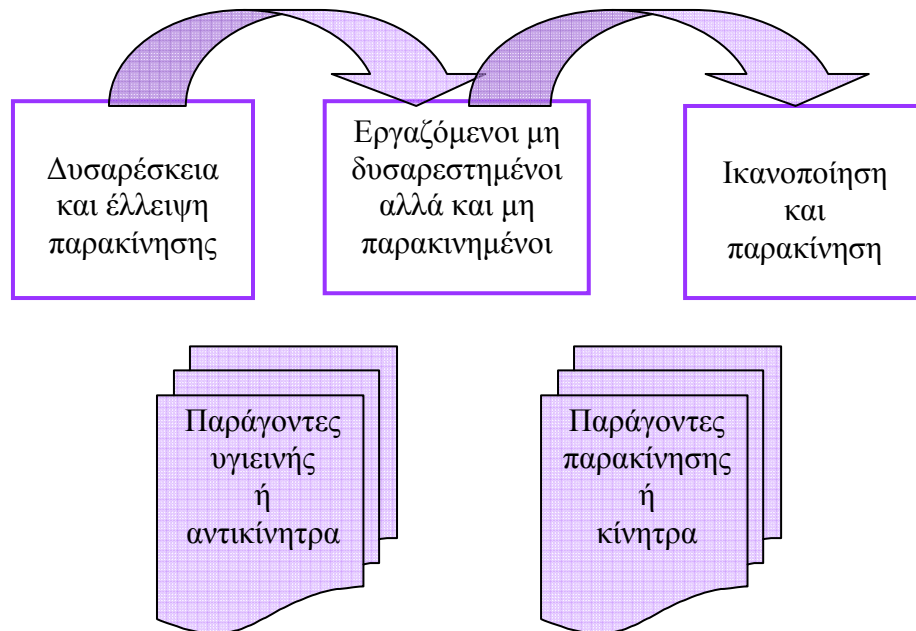 Δυσαρέσκεια
και έλλειψη
παρακίνησης
Εργαζόμενοι μη
δυσαρεστημένοι
αλλά και μη
παρακινημένοι
Ικανοποίηση
και
παρακίνηση
Παράγοντες
υγιεινής
ή
αντικίνητρα
Παράγοντες
παρακίνησης
ή
κίνητρα